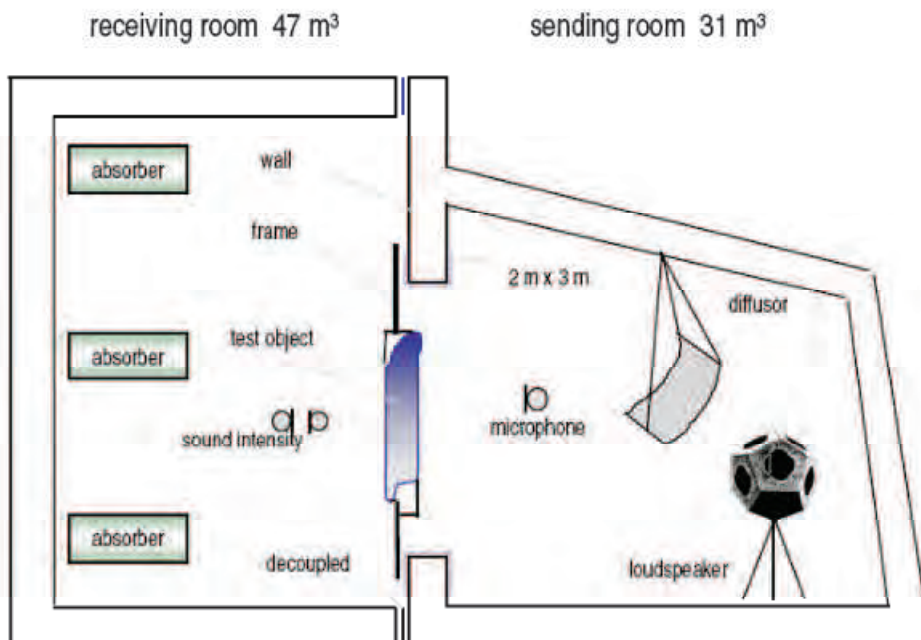 receiving room 47 m³
sending room 31 m³
absorber
wall
frame
2 m x 3 m
diffusor
test object
absorber
microphone
sound intensity
absorber
decoupled
loudspeaker